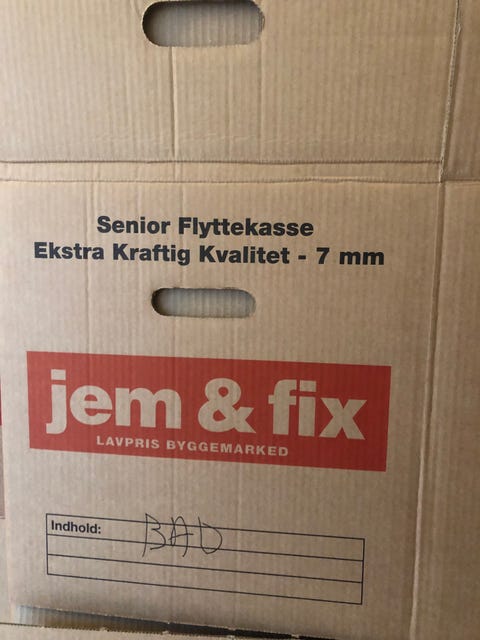 Senior Flyttekasse
Ekstra Kraftig Kvalitet - 7 mm
jem & fix
LAVPRIS BYGGEMARKED
Indhold: BAD